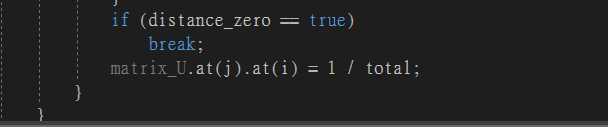 }
if (distance_zero == true)
break;
matrix_U.at(j).at(i) = 1 / total;
}
}